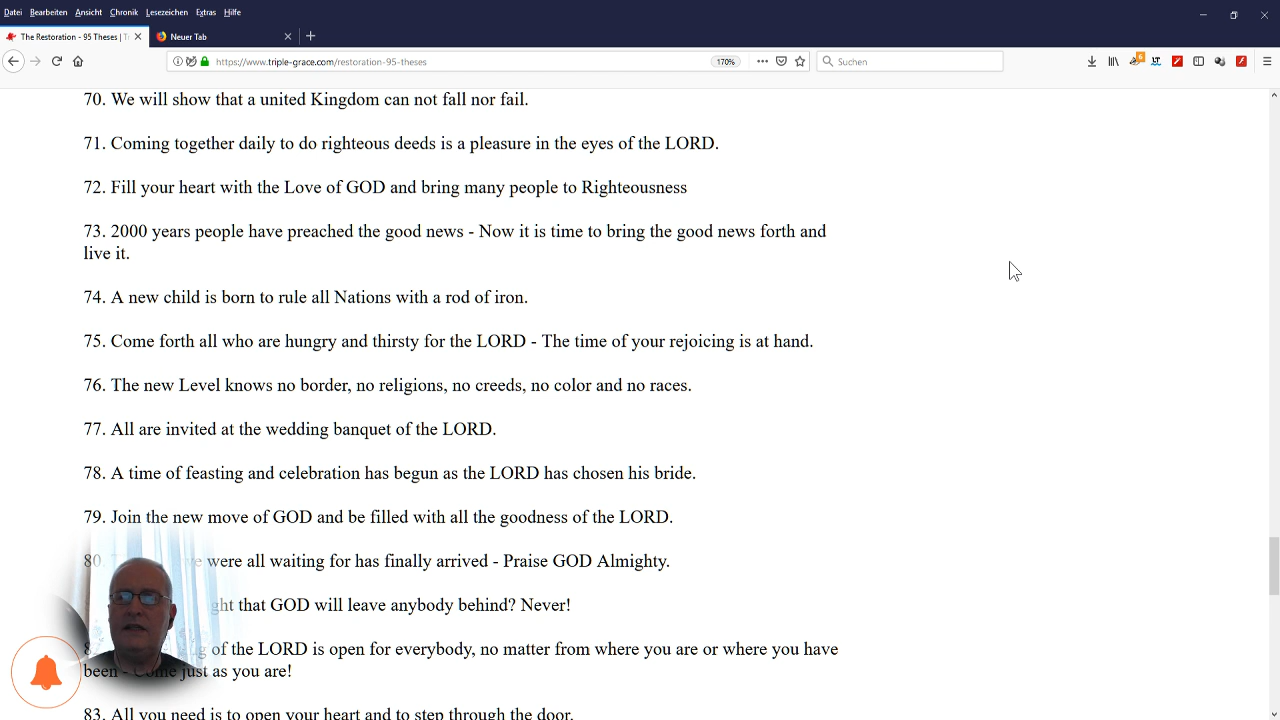 Datei Bearbeiten Ansicht Chronik Lesezeichen Extras Hilfe
The Restoration - 95 Theses | Neuer Tab
https://www.triple-grace.com/restoration-95-theses 170% Suchen
70. We will show that a united Kingdom can not fall nor fail.
71. Coming together daily to do righteous deeds is a pleasure in the eyes of the LORD.
72. Fill your heart with the Love of GOD and bring many people to Righteousness
73. 2000 years people have preached the good news - Now it is time to bring the good news forth and
live it.
74. A new child is born to rule all Nations with a rod of iron.
75. Come forth all who are hungry and thirsty for the LORD - The time of your rejoicing is at hand.
76. The new Level knows no border, no religions, no creeds, no color and no races.
77. All are invited at the wedding banquet of the LORD.
78. A time of feasting and celebration has begun as the LORD has chosen his bride.
79. Join the new move of GOD and be filled with all the goodness of the LORD.
80 were all waiting for has finally arrived - Praise GOD Almighty.
that GOD will leave anybody behind? Never!
of the LORD is open for everybody, no matter from where you are or where you have
been - Come just as you are!
83. All you need is to open your heart and to step through the door.